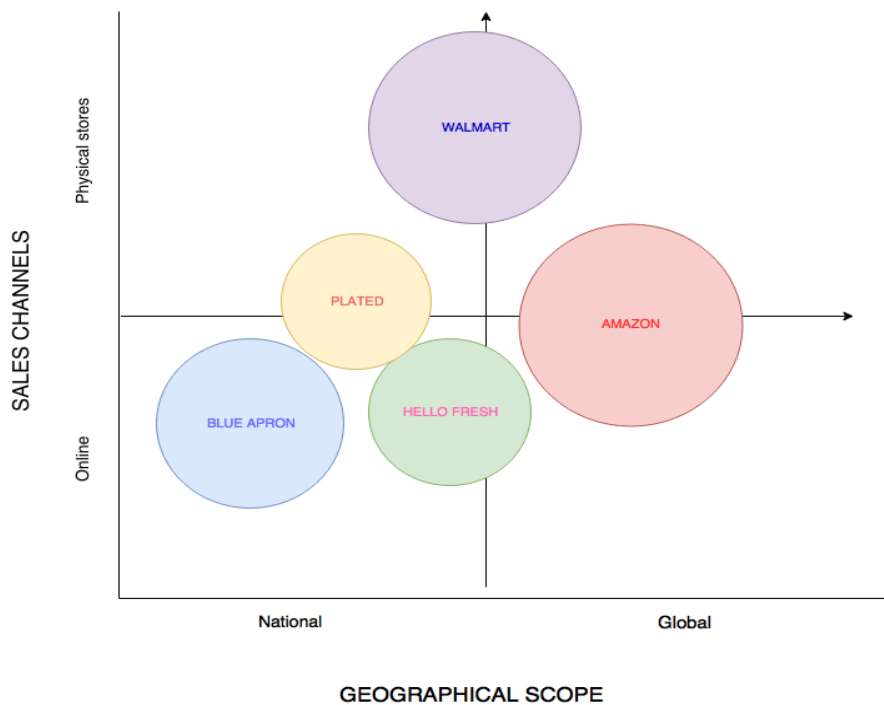 Physical stores
WALMART
SALES CHANNELS
PLATED
AMAZON
HELLO FRESH
BLUE APRON
Online
National
Global
GEOGRAPHICAL SCOPE